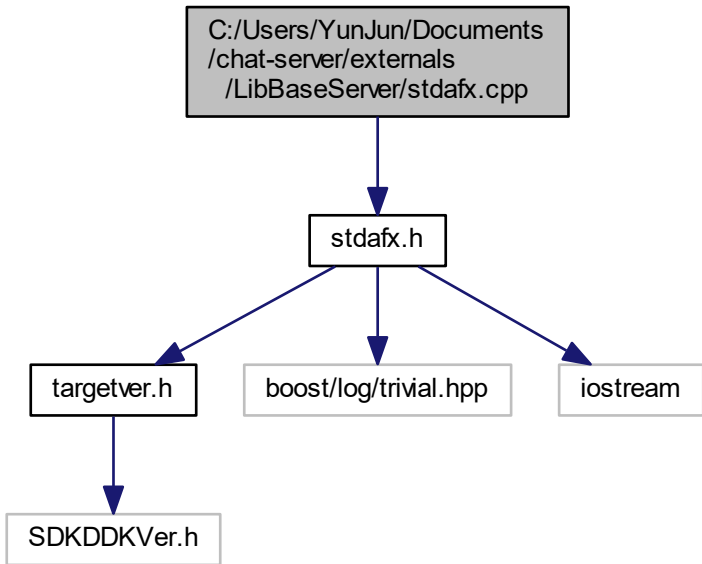 C:/Users/YunJun/Documents
/chat-server/externals
/LibBaseServer/stdafx.cpp
stdafx.h
targetver.h
boost/log/trivial.hpp
iostream
SDKDDKVer.h